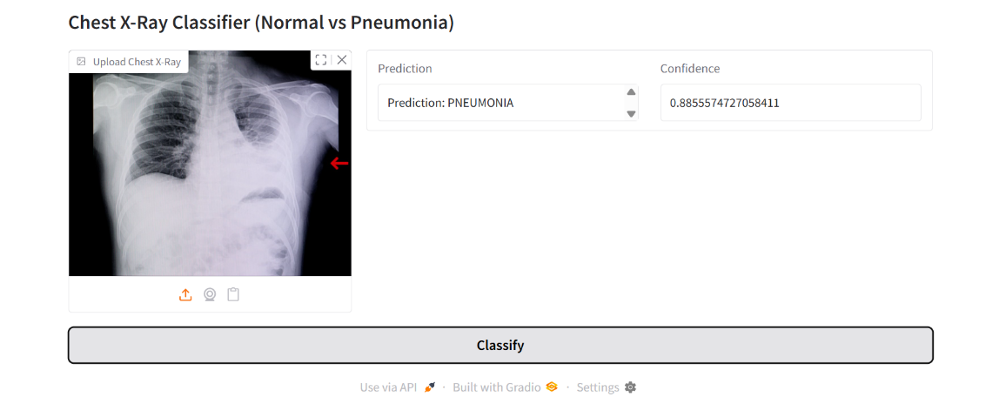 Chest X-Ray Classifier (Normal vs Pneumonia)
Upload Chest X-Ray
Prediction
Confidence
Prediction: PNEUMONIA
0.8855574727058411
Classify
Use via API · Built with Gradio · Settings